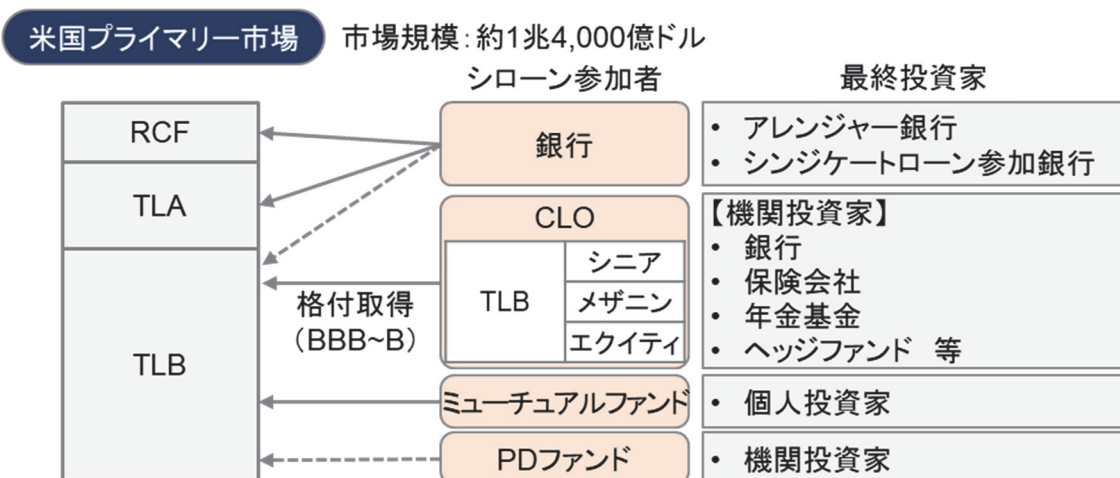 米国プライマリー市場
市場規模：約1兆4,000億ドル
シローン参加者
最終投資家
RCF
TLA
TLB
格付取得
（BBB~B）
銀行
• アレンジャー銀行
• シンジケートローン参加銀行
CLO
TLB
シニア
メザニン
エクイティ
【機関投資家】
• 銀行
• 保険会社
• 年金基金
• ヘッジファンド　等
ミューチュアルファンド
• 個人投資家
PDファンド
• 機関投資家